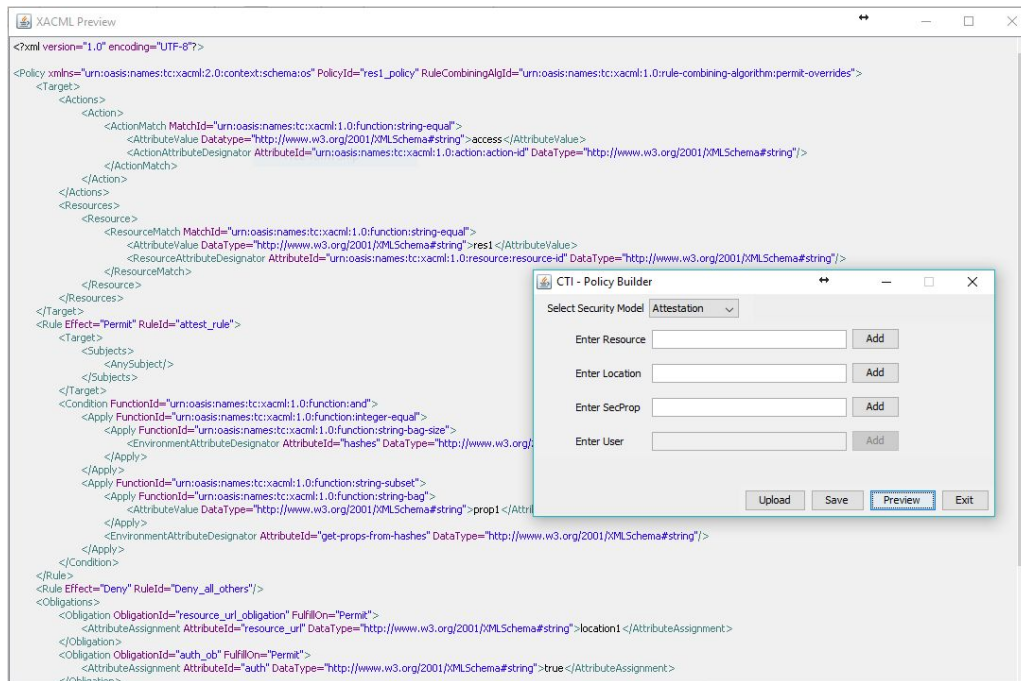 XACML Preview
<?xml version="1.0" encoding="UTF-8"?>
<Policy xmlns="urn:oasis:names:tc:xacml:2.0:context:schema:os" PolicyId="res1_policy" RuleCombiningAlgId="urn:oasis:names:tc:xacml:1.0:rule-combining-algorithm:permit-overrides">
<Target>
<Actions>
<Action>
<ActionMatch MatchId="urn:oasis:names:tc:xacml:1.0:function:string-equal">
<AttributeValue Datatype="http://www.w3.org/2001/XMLSchema#string">access</AttributeValue>
<ActionAttributeDesignator AttributeId="urn:oasis:names:tc:xacml:1.0:action:action-id" DataType="http://www.w3.org/2001/XMLSchema#string"/>
</ActionMatch>
</Action>
</Actions>
<Resources>
<Resource>
<ResourceMatch MatchId="urn:oasis:names:tc:xacml:1.0:function:string-equal">
<AttributeValue DataType="http://www.w3.org/2001/XMLSchema#string">res1</AttributeValue>
<ResourceAttributeDesignator AttributeId="urn:oasis:names:tc:xacml:1.0:resource:resource-id" DataType="http://www.w3.org/2001/XMLSchema#string"/>
</ResourceMatch>
</Resource>
</Resources>
</Target>
<Rule Effect="Permit" RuleId="attest_rule">
<Target>
<Subjects>
<AnySubject/>
</Subjects>
</Target>
<Condition FunctionId="urn:oasis:names:tc:xacml:1.0:function:and">
<Apply FunctionId="urn:oasis:names:tc:xacml:1.0:function:integer-equal">
<Apply FunctionId="urn:oasis:names:tc:xacml:1.0:function:string-bag-size">
<EnvironmentAttributeDesignator AttributeId="hashes" DataType="http://www.w3.org/
</Apply>
</Apply>
<Apply FunctionId="urn:oasis:names:tc:xacml:1.0:function:string-subset">
<Apply FunctionId="urn:oasis:names:tc:xacml:1.0:function:string-bag">
<AttributeValue DataType="http://www.w3.org/2001/XMLSchema#string">prop1</Attri
</Apply>
<EnvironmentAttributeDesignator AttributeId="get-props-from-hashes" DataType="http://www.w3.org/2001/XMLSchema#string"/>
</Apply>
</Condition>
</Rule>
<Rule Effect="Deny" RuleId="Deny_all_others"/>
<Obligations>
<Obligation ObligationId="resource_url_obligation" FulfillOn="Permit">
<AttributeAssignment AttributeId="resource_url" DataType="http://www.w3.org/2001/XMLSchema#string">location1</AttributeAssignment>
</Obligation>
<Obligation ObligationId="auth_ob" FulfillOn="Permit">
<AttributeAssignment AttributeId="auth" DataType="http://www.w3.org/2001/XMLSchema#string">true</AttributeAssignment>
</Obligation>
CTI - Policy Builder
Select Security Model Attestation
Enter Resource Add
Enter Location Add
Enter SecProp Add
Enter User Add
Upload Save Preview Exit